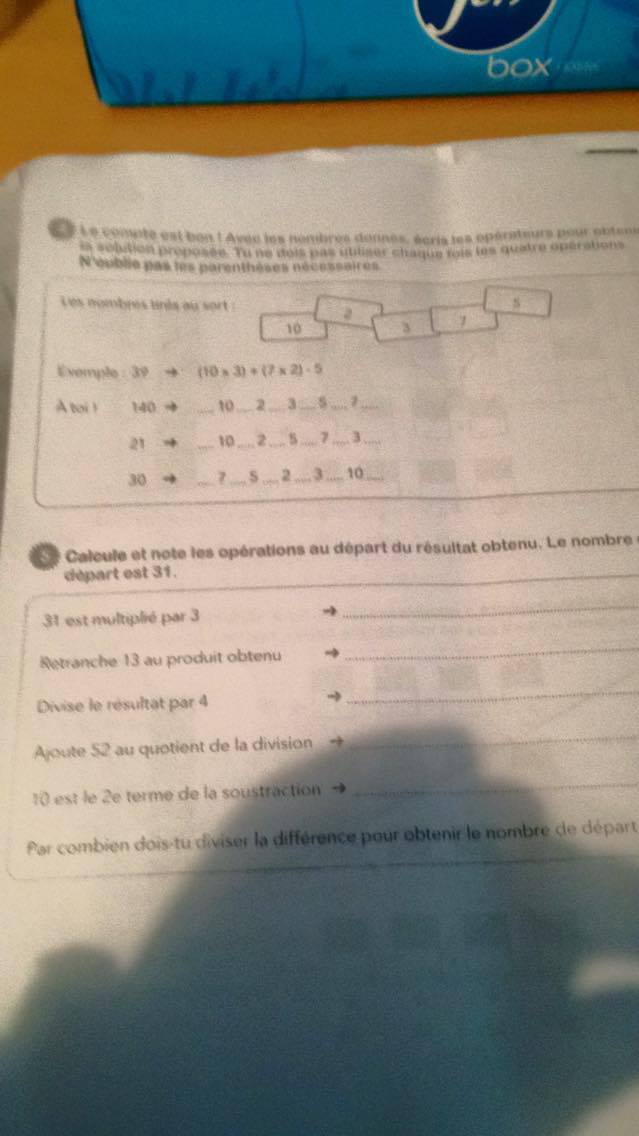 box
Le compte est bon ! Avec les nombres donnés, écris les opérateurs pour obteni
la solution proposée. Tu ne dois pas utiliser chaque fois les quatre opérations.
N'oublie pas les parenthèses nécessaires.
Les nombres tirés au sort :
10 2 3 7 5
Exemple : 39 → (10 x 3) + (7 x 2) - 5
À toi ! 140 → .... 10 .... 2 .... 3 .... 5 .... 7 ....
21 → .... 10 .... 2 .... 5 .... 7 .... 3 ....
30 → .... 7 .... 5 .... 2 .... 3 .... 10 ....
5 Calcule et note les opérations au départ du résultat obtenu. Le nombre
départ est 31.
31 est multiplié par 3 →
Retranche 13 au produit obtenu →
Divise le résultat par 4 →
Ajoute 52 au quotient de la division →
10 est le 2e terme de la soustraction →
Par combien dois-tu diviser la différence pour obtenir le nombre de départ